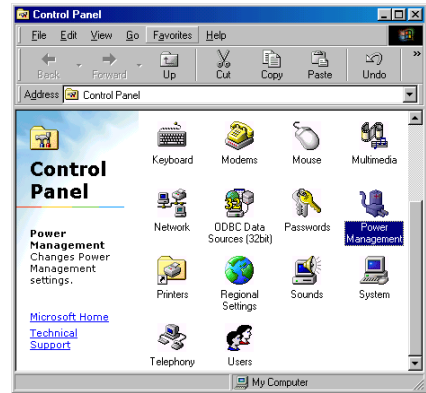 Control Panel
File Edit View Go Favorites Help
Back Forward Up Cut Copy Paste Undo »
Address Control Panel
Control
Panel
Power
Management
Changes Power
Management
settings.
Microsoft Home
Technical
Support
Keyboard Modems Mouse Multimedia
Network ODBC Data
Sources (32bit) Passwords Power
Management
Printers Regional
Settings Sounds System
Telephony Users
My Computer